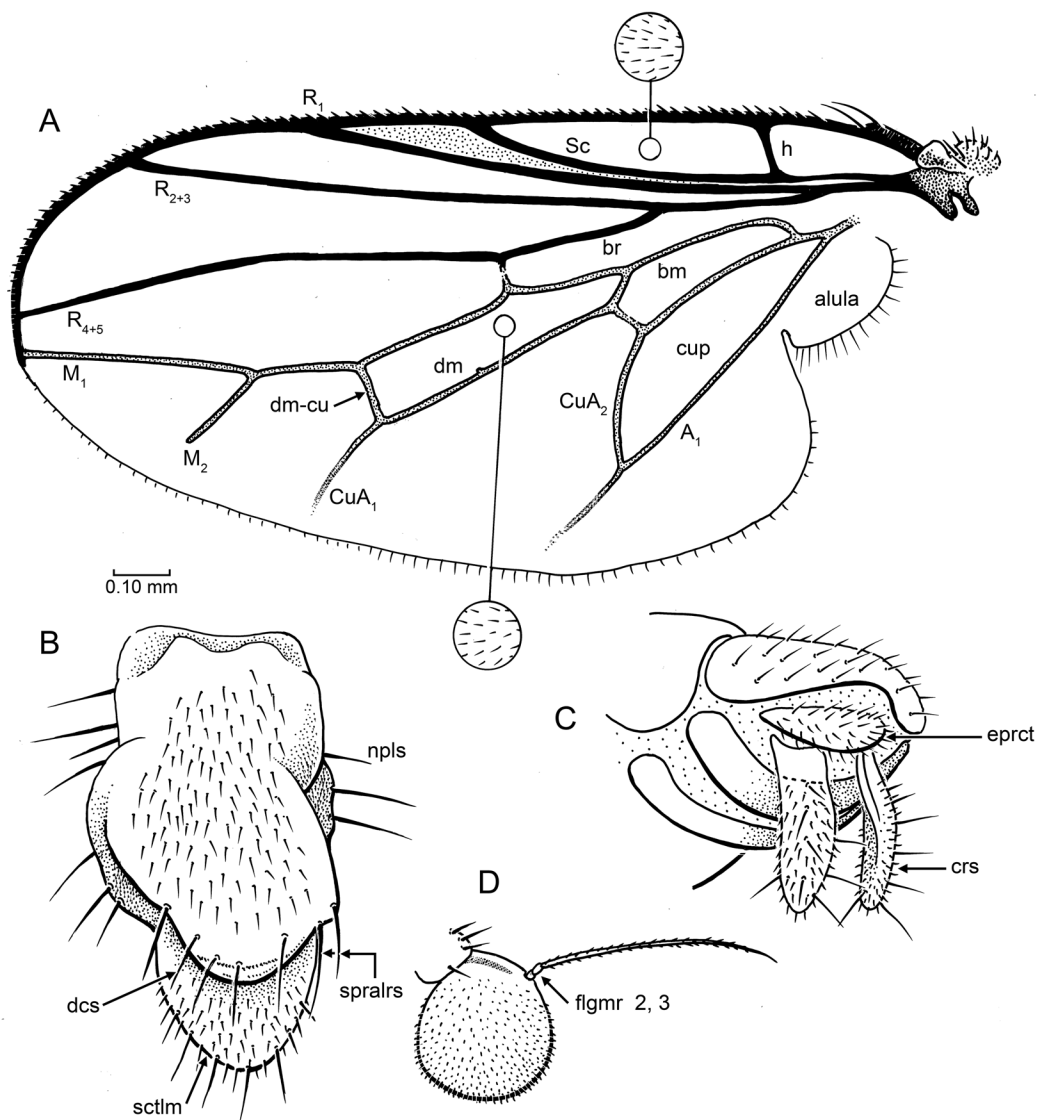 A
R1
Sc
h
R2+3
br
bm
alula
R4+5
dm
cup
M1
dm-cu
CuA2
A1
M2
CuA1
0.10 mm
B
C
npls
eprct
crs
D
dcs
spralrs
flgmr 2, 3
sctlm